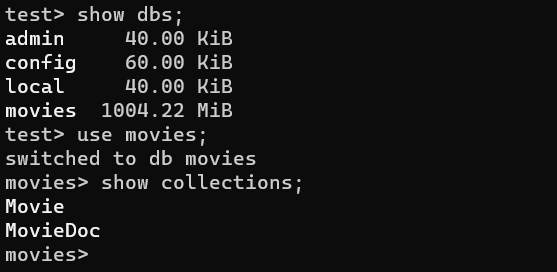 test> show dbs;
admin     40.00 KiB
config    60.00 KiB
local     40.00 KiB
movies  1004.22 MiB
test> use movies;
switched to db movies
movies> show collections;
Movie
MovieDoc
movies>